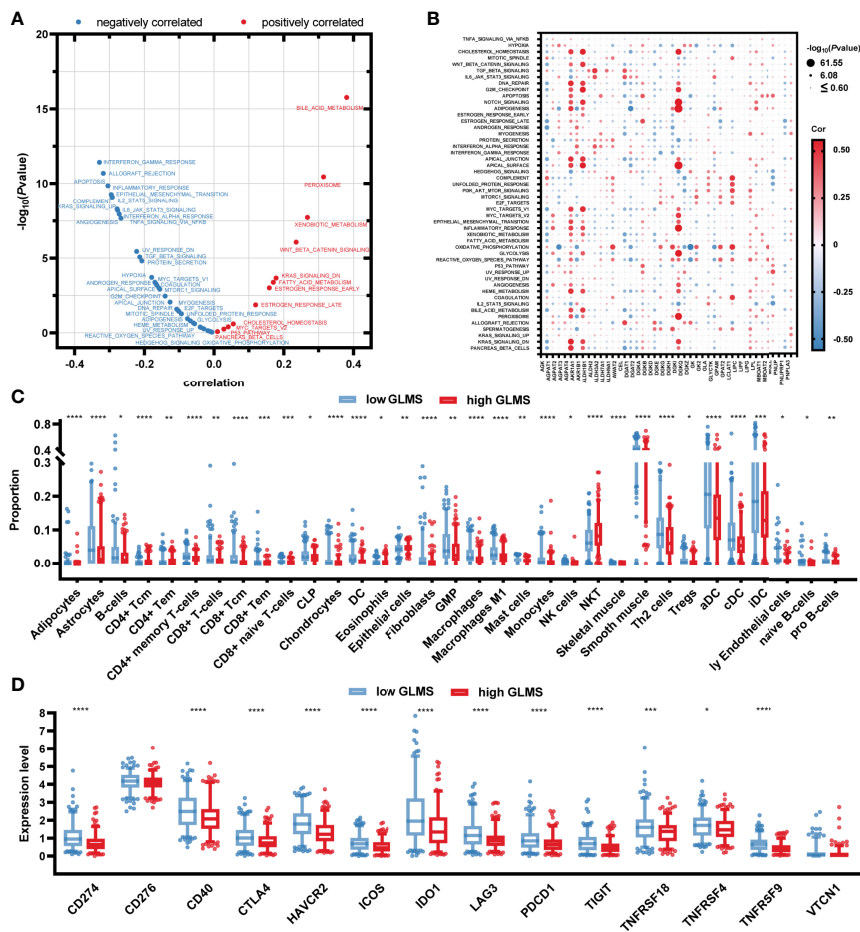 A
negatively correlated
positively correlated
-log10(Pvalue)
-20
15
10
5
0
-0.4
-0.2
0.0
0.2
0.4
correlation
BILE_ACID_METABOLISM
PEROXISOME
XENOBIOTIC_METABOLISM
WNT_BETA_CATENIN_SIGNALING
KRAS_SIGNALING_DN
FATTY_ACID_METABOLISM
ESTROGEN_RESPONSE_EARLY
ESTROGEN_RESPONSE_LATE
CHOLESTEROL_HOMEOSTASIS
MYC_TARGETS_V2
P53_PATHWAY
PANCREAS_BETA_CELLS
INTERFERON_GAMMA_RESPONSE
ALLOGRAFT_REJECTION
APOPTOSIS
INFLAMMATORY_RESPONSE
EPITHELIAL_MESENCHYMAL_TRANSITION
COMPLEMENT
IL2_STAT5_SIGNALING
KRAS_SIGNALING_UP
IL6_JAK_STAT3_SIGNALING
INTERFERON_ALPHA_RESPONSE
ANGIOGENESIS
TNFA_SIGNALING_VIA_NFKB
UV_RESPONSE_DN
TGF_BETA_SIGNALING
PROTEIN_SECRETION
HYPOXIA
MYC_TARGETS_V1
ANDROGEN_RESPONSE
COAGULATION
APICAL_SURFACE
MTORC1_SIGNALING
G2M_CHECKPOINT
APICAL_JUNCTION
MYOGENESIS
DNA_REPAIR
E2F_TARGETS
MITOTIC_SPINDLE
UNFOLDED_PROTEIN_RESPONSE
ADIPOGENESIS
GLYCOLYSIS
HEME_METABOLISM
UV_RESPONSE_UP
REACTIVE_OXYGEN_SPECIES_PATHWAY
HEDGEHOG_SIGNALING
OXIDATIVE_PHOSPHORYLATION
B
TNFA_SIGNALING_VIA_NFKB
HYPOXIA
CHOLESTEROL_HOMEOSTASIS
MITOTIC_SPINDLE
WNT_BETA_CATENIN_SIGNALING
TGF_BETA_SIGNALING
IL6_JAK_STAT3_SIGNALING
DNA_REPAIR
G2M_CHECKPOINT
APOPTOSIS
NOTCH_SIGNALING
ADIPOGENESIS
ESTROGEN_RESPONSE_EARLY
ESTROGEN_RESPONSE_LATE
ANDROGEN_RESPONSE
MYOGENESIS
PROTEIN_SECRETION
INTERFERON_ALPHA_RESPONSE
INTERFERON_GAMMA_RESPONSE
APICAL_JUNCTION
APICAL_SURFACE
HEDGEHOG_SIGNALING
COMPLEMENT
UNFOLDED_PROTEIN_RESPONSE
PI3K_AKT_MTOR_SIGNALING
MTORC1_SIGNALING
E2F_TARGETS
MYC_TARGETS_V1
MYC_TARGETS_V2
EPITHELIAL_MESENCHYMAL_TRANSITION
INFLAMMATORY_RESPONSE
XENOBIOTIC_METABOLISM
FATTY_ACID_METABOLISM
OXIDATIVE_PHOSPHORYLATION
GLYCOLYSIS
REACTIVE_OXYGEN_SPECIES_PATHWAY
P53_PATHWAY
UV_RESPONSE_UP
UV_RESPONSE_DN
ANGIOGENESIS
HEME_METABOLISM
COAGULATION
IL2_STAT5_SIGNALING
BILE_ACID_METABOLISM
PEROXISOME
ALLOGRAFT_REJECTION
SPERMATOGENESIS
KRAS_SIGNALING_UP
KRAS_SIGNALING_DN
PANCREAS_BETA_CELLS
-log10(Pvalue)
61.55
6.08
≤ 0.60
Cor
0.50
0.25
0
-0.25
-0.50
C
low GLMS
high GLMS
Proportion
0.8
0.3
0.2
0.1
0.0
Adipocytes
Astrocytes
B-cells
CD4+ Tcm
CD4+ Tem
CD4+ memory T-cells
CD8+ T-cells
CD8+ Tcm
CD8+ Tem
CD8+ naive T-cells
CLP
Chondrocytes
DC
Eosinophils
Epithelial cells
Fibroblasts
GMP
Macrophages
Macrophages M1
Mast cells
Monocytes
NK cells
NKT
Skeletal muscle
Smooth muscle
Th2 cells
Tregs
aDC
cDC
iDC
ly Endothelial cells
naive B-cells
pro B-cells
D
low GLMS
high GLMS
Expression level
8
7
6
5
4
3
2
1
0
CD274
CD276
CD40
CTLA4
HAVCR2
ICOS
IDO1
LAG3
PDCD1
TIGIT
TNFRSF18
TNFRSF4
TNFRSF9
VTCN1